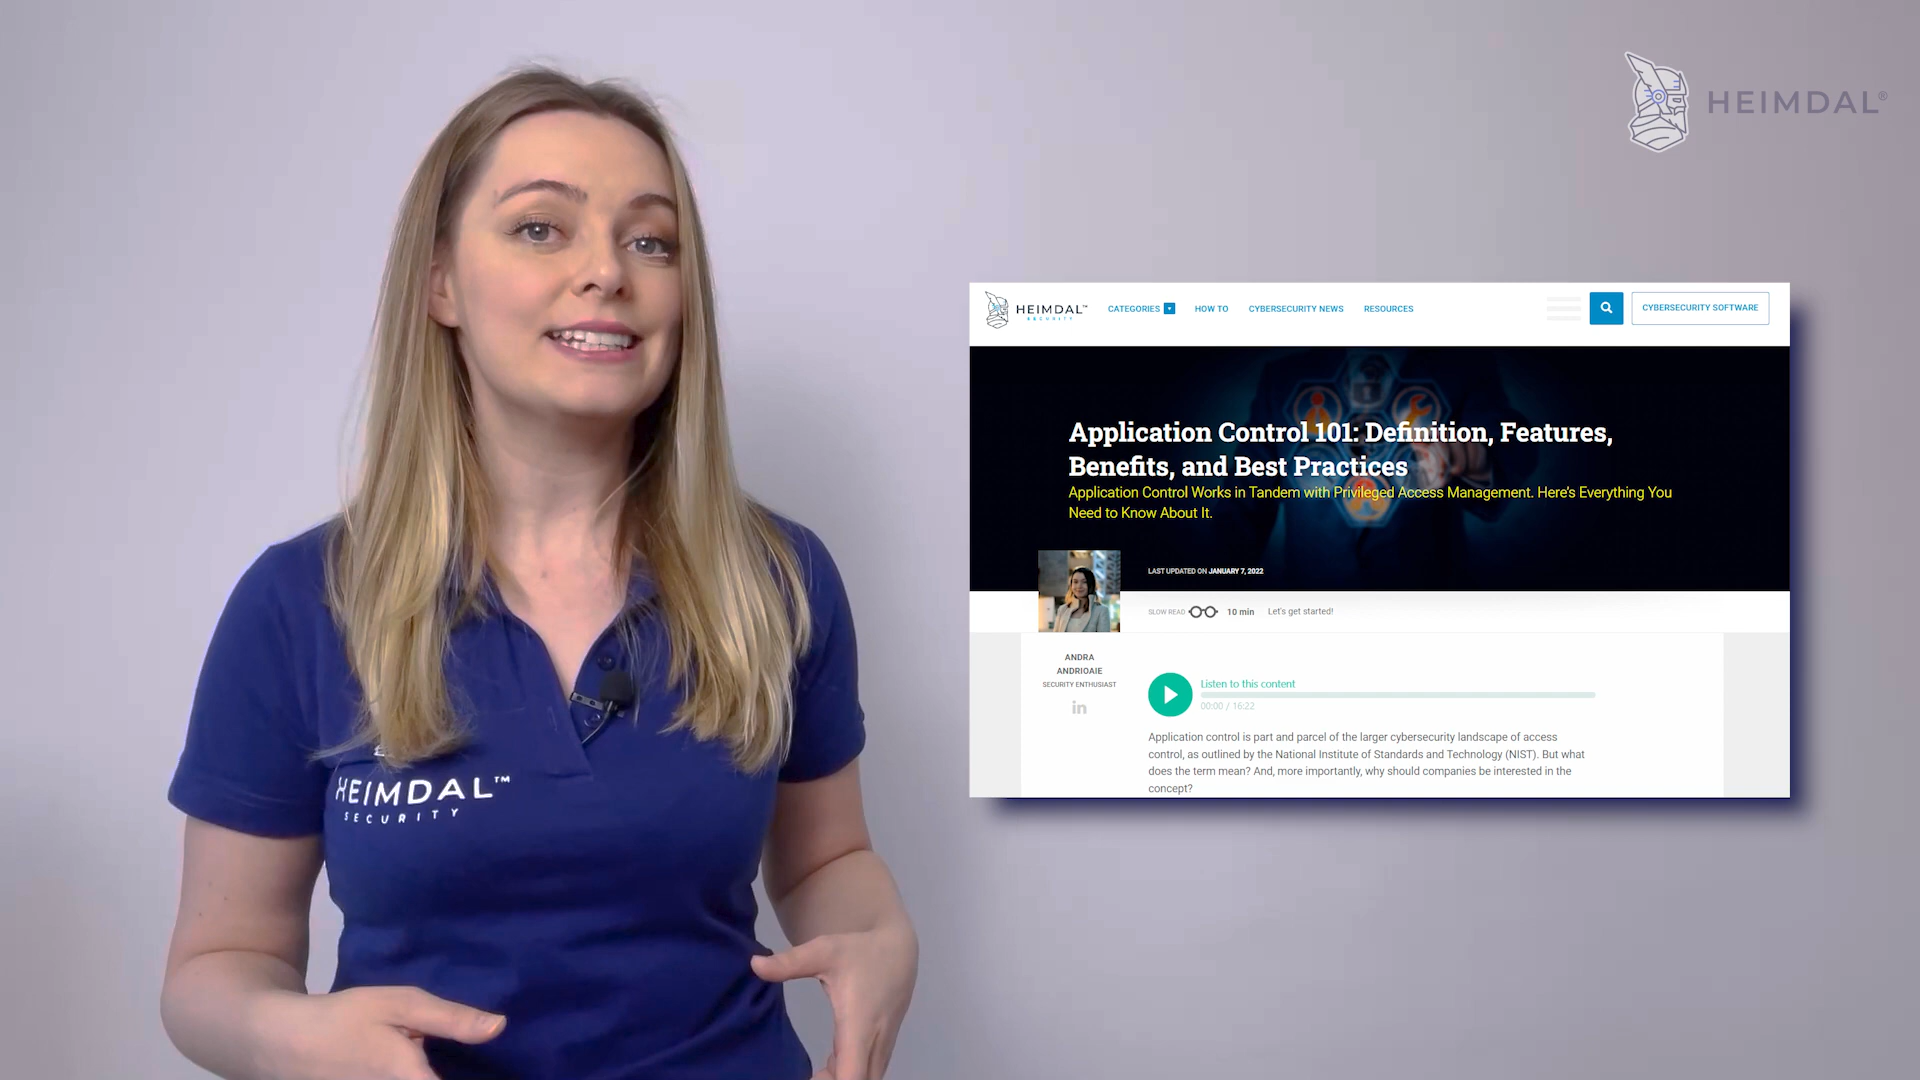 HEIMDAL®
HEIMDAL™
SECURITY
CATEGORIES
HOW TO
CYBERSECURITY NEWS
RESOURCES
CYBERSECURITY SOFTWARE
Application Control 101: Definition, Features,
Benefits, and Best Practices
Application Control Works in Tandem with Privileged Access Management. Here's Everything You
Need to Know About It.
LAST UPDATED ON JANUARY 7, 2022
SLOW READ 10 min Let's get started!
ANDRA
ANDRIOAIE
SECURITY ENTHUSIAST
in
Listen to this content
00:00 / 16:22
Application control is part and parcel of the larger cybersecurity landscape of access
control, as outlined by the National Institute of Standards and Technology (NIST). But what
does the term mean? And, more importantly, why should companies be interested in the
concept?
HEIMDAL™
SECURITY